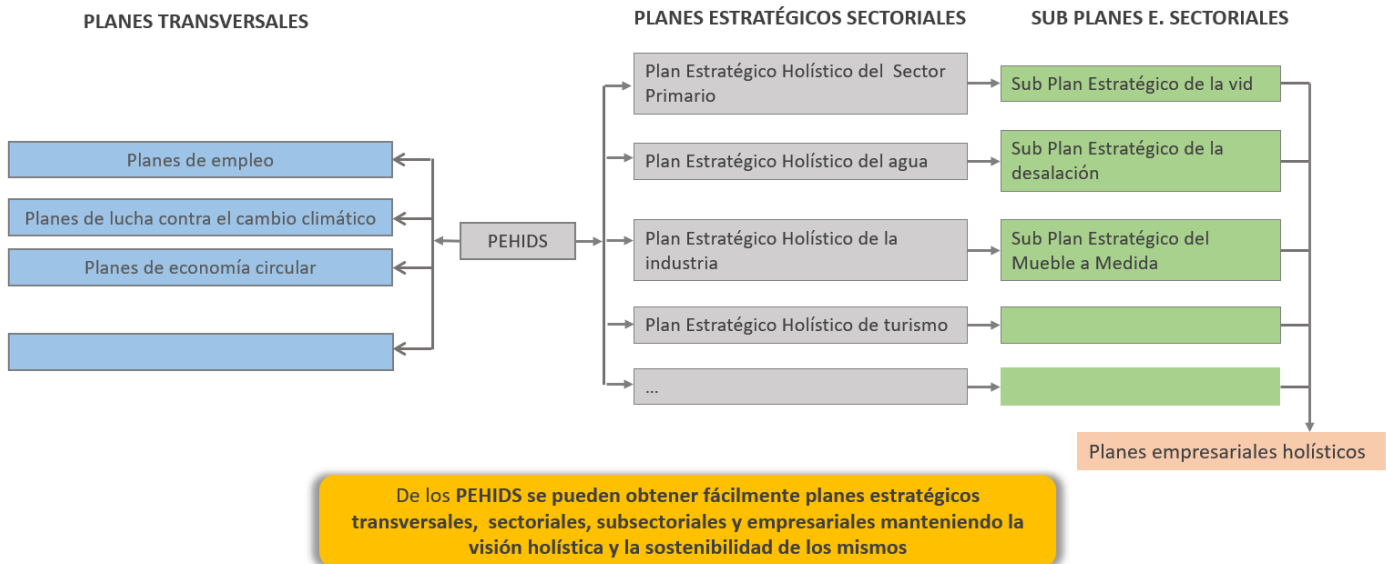 PLANES TRANSVERSALES
PLANES ESTRATÉGICOS SECTORIALES
SUB PLANES E. SECTORIALES
Planes de empleo
Planes de lucha contra el cambio climático
Planes de economía circular
PEHIDS
Plan Estratégico Holístico del Sector
Primario
Plan Estratégico Holístico del agua
Plan Estratégico Holístico de la
industria
Plan Estratégico Holístico de turismo
...
Sub Plan Estratégico de la vid
Sub Plan Estratégico de la
desalación
Sub Plan Estratégico del
Mueble a Medida
Planes empresariales holísticos
De los PEHIDS se pueden obtener fácilmente planes estratégicos
transversales, sectoriales, subsectoriales y empresariales manteniendo la
visión holística y la sostenibilidad de los mismos